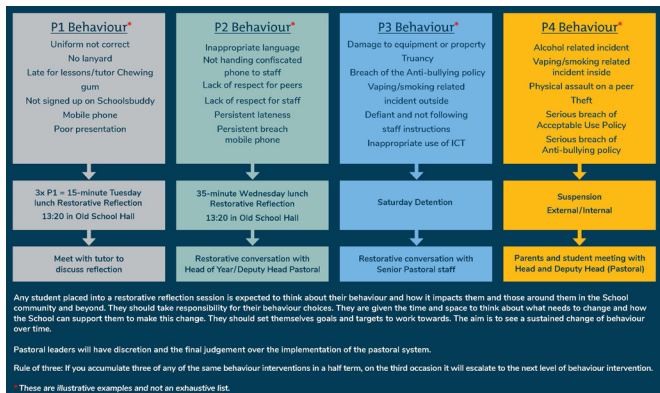 P1 Behaviour*
Uniform not correct
No lanyard
Late for lessons/tutor Chewing
gum
Not signed up on Schoolsbuddy
Mobile phone
Poor presentation
3x P1 = 15-minute Tuesday
lunch Restorative Reflection
13:20 in Old School Hall
Meet with tutor to
discuss reflection
P2 Behaviour*
Inappropriate language
Not handing confiscated
phone to staff
Lack of respect for peers
Lack of respect for staff
Persistent lateness
Persistent breach
mobile phone
35-minute Wednesday lunch
Restorative Reflection
13:20 in Old School Hall
Restorative conversation with
Head of Year/Deputy Head Pastoral
P3 Behaviour*
Damage to equipment or property
Truancy
Breach of the Anti-bullying policy
Vaping/smoking related
incident outside
Defiant and not following
staff instructions
Inappropriate use of ICT
Saturday Detention
Restorative conversation with
Senior Pastoral staff
P4 Behaviour*
Alcohol related incident
Vaping/smoking related
incident inside
Physical assault on a peer
Theft
Serious breach of
Acceptable Use Policy
Serious breach of
Anti-bullying policy
Suspension
External/Internal
Parents and student meeting with
Head and Deputy Head (Pastoral)
Any student placed into a restorative reflection session is expected to think about their behaviour and how it impacts them and those around them in the School
community and beyond. They should take responsibility for their behaviour choices. They are given the time and space to think about what needs to change and how
the School can support them to make this change. They should set themselves goals and targets to work towards. The aim is to see a sustained change of behaviour
over time.
Pastoral leaders will have discretion and the final judgement over the implementation of the pastoral system.
Rule of three: If you accumulate three of any of the same behaviour interventions in a half term, on the third occasion it will escalate to the next level of behaviour intervention.
* These are illustrative examples and not an exhaustive list.